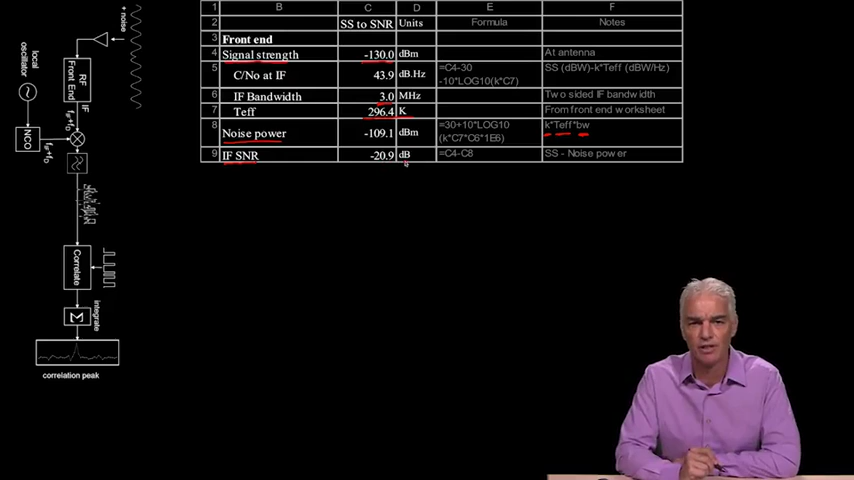 + noise
local
oscillator
RF
Front End
IF
fIF+fD
NCO
fIF+fD
Correlate
integrate
Σ
correlation peak
1 B C D E F
2 SS to SNR Units Formula Notes
3 Front end
4 Signal strength -130.0 dBm At antenna
5 C/No at IF 43.9 dB.Hz =C4-30 SS (dBW)-k*Teff (dBW/Hz)
-10*LOG10(k*C7)
6 IF Bandwidth 3.0 MHz Two sided IF bandwidth
7 Teff 296.4 K From front end worksheet
8 Noise power -109.1 dBm =30+10*LOG10 k*Teff*bw
(k*C7*C6*1E6)
9 IF SNR -20.9 dB =C4-C8 SS - Noise power